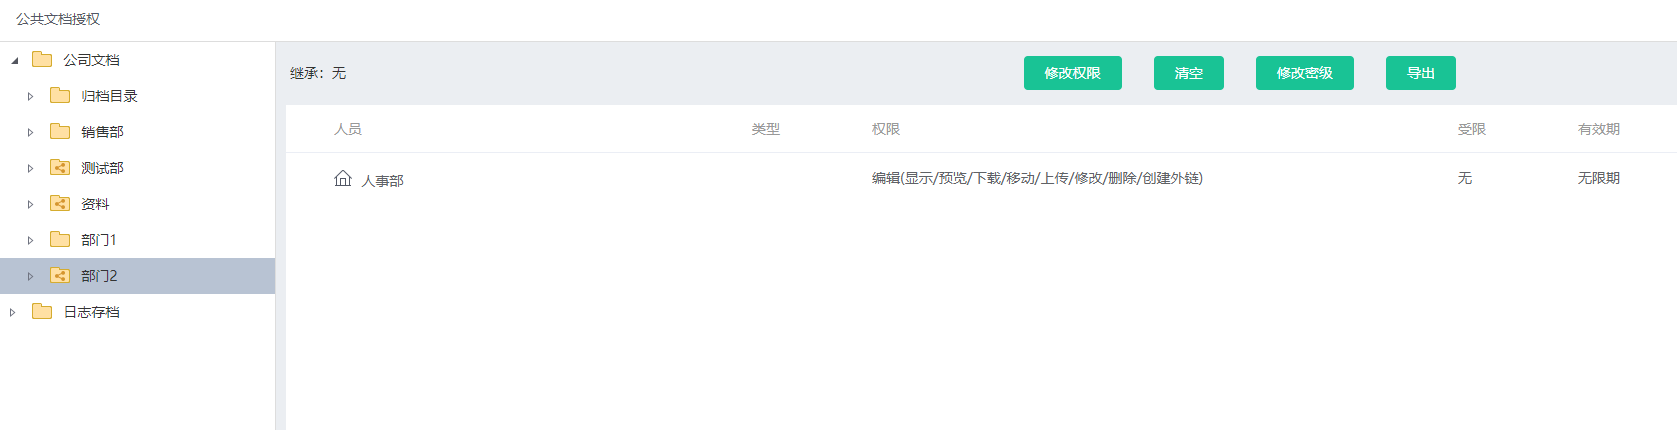 公共文档授权
公司文档
归档目录
销售部
测试部
资料
部门1
部门2
日志存档
继承：无
修改权限 清空 修改密级 导出
人员 类型 权限 受限 有效期
人事部 编辑(显示/预览/下载/移动/上传/修改/删除/创建外链) 无 无限期